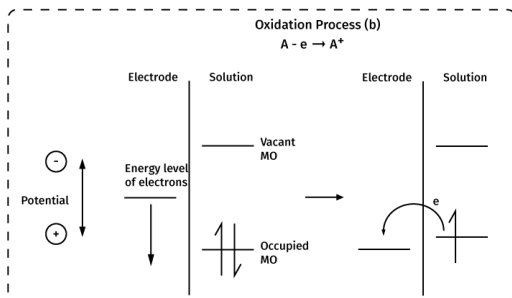 Oxidation Process (b)
A - e → A⁺
Electrode
Solution
Electrode
Solution
Vacant
MO
-
Energy level
of electrons
Potential
e
+
Occupied
MO